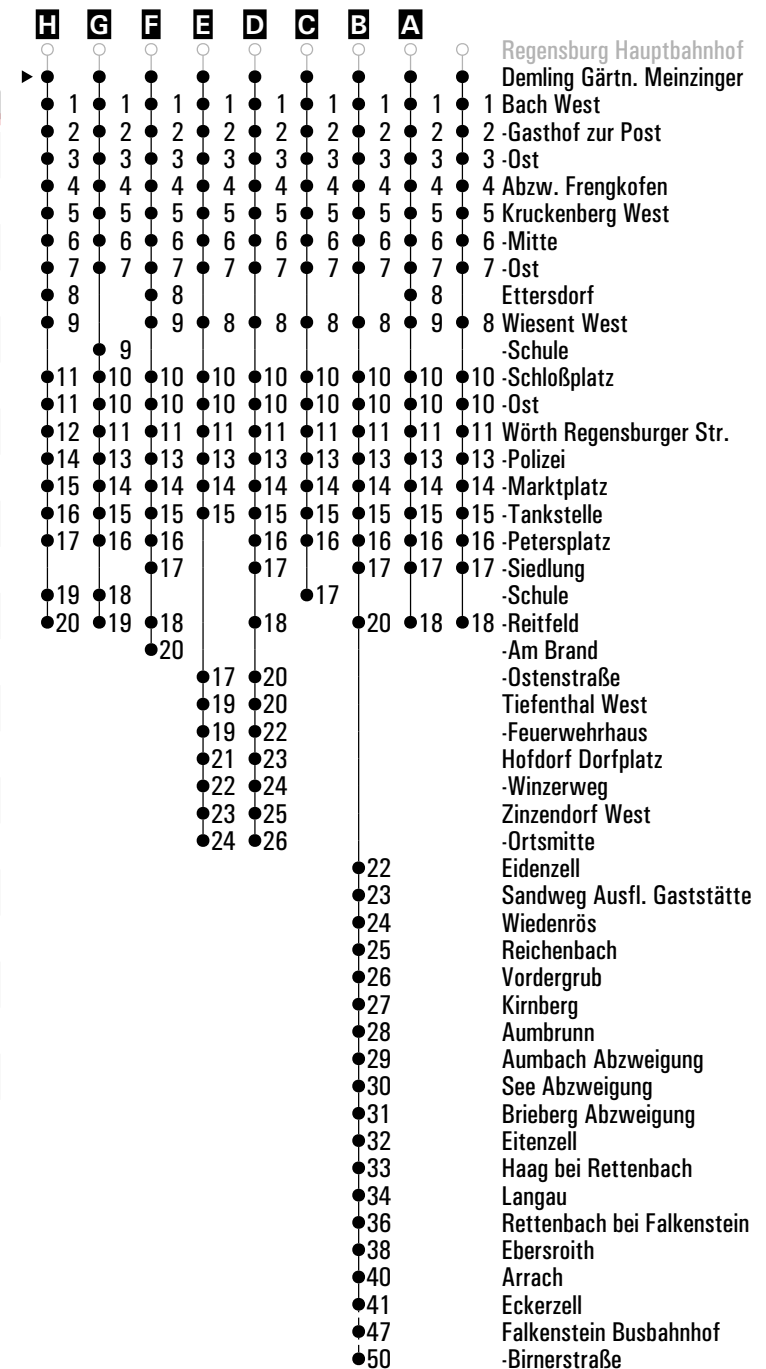 H G F E D C B A
Regensburg Hauptbahnhof
Demling Gärtn. Meinzinger
1 1 1 1 1 1 1 1 1 Bach West
2 2 2 2 2 2 2 2 2 -Gasthof zur Post
3 3 3 3 3 3 3 3 3 -Ost
4 4 4 4 4 4 4 4 4 Abzw. Frengkofen
5 5 5 5 5 5 5 5 5 Kruckenberg West
6 6 6 6 6 6 6 6 6 -Mitte
7 7 7 7 7 7 7 7 7 -Ost
8 8 8 Ettersdorf
9 9 8 8 8 8 9 8 Wiesent West
9 -Schule
11 10 10 10 10 10 10 10 10 -Schloßplatz
11 10 10 10 10 10 10 10 10 -Ost
12 11 11 11 11 11 11 11 11 Wörth Regensburger Str.
14 13 13 13 13 13 13 13 13 -Polizei
15 14 14 14 14 14 14 14 14 -Marktplatz
16 15 15 15 15 15 15 15 15 -Tankstelle
17 16 16 16 16 16 16 16 -Petersplatz
17 17 17 17 17 -Siedlung
19 18 17 -Schule
20 19 18 18 20 18 18 -Reitfeld
20 -Am Brand
17 20 -Ostenstraße
19 20 Tiefenthal West
19 22 -Feuerwehrhaus
21 23 Hofdorf Dorfplatz
22 24 -Winzerweg
23 25 Zinzendorf West
24 26 -Ortsmitte
22 Eidenzell
23 Sandweg Ausfl. Gaststätte
24 Wiedenrös
25 Reichenbach
26 Vordergrub
27 Kirnberg
28 Aumbrunn
29 Aumbach Abzweigung
30 See Abzweigung
31 Brieberg Abzweigung
32 Eitenzell
33 Haag bei Rettenbach
34 Langau
36 Rettenbach bei Falkenstein
38 Ebersroith
40 Arrach
41 Eckerzell
47 Falkenstein Busbahnhof
50 -Birnerstraße